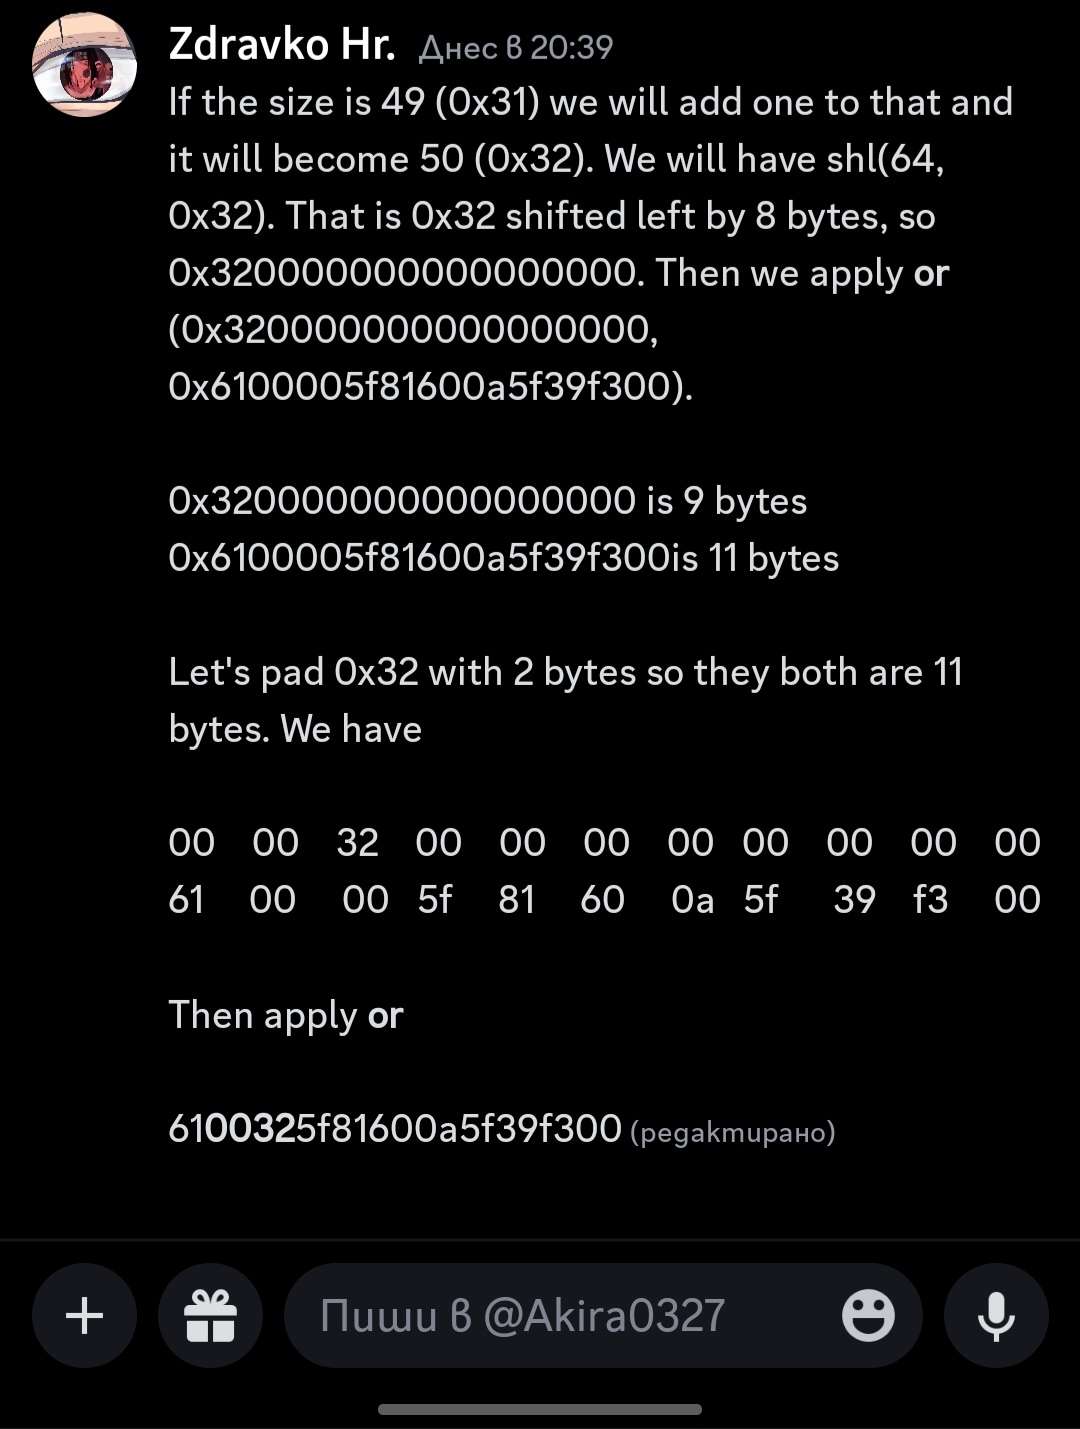 Zdravko Hr. Днес в 20:39
If the size is 49 (0x31) we will add one to that and
it will become 50 (0x32). We will have shl(64,
0x32). That is 0x32 shifted left by 8 bytes, so
0x320000000000000000. Then we apply or
(0x320000000000000000,
0x6100005f81600a5f39f300).
0x320000000000000000 is 9 bytes
0x6100005f81600a5f39f300is 11 bytes
Let's pad 0x32 with 2 bytes so they both are 11
bytes. We have
00 00 32 00 00 00 00 00 00 00 00
61 00 00 5f 81 60 0a 5f 39 f3 00
Then apply or
6100325f81600a5f39f300 (редактирано)
Пиши в @Akira0327